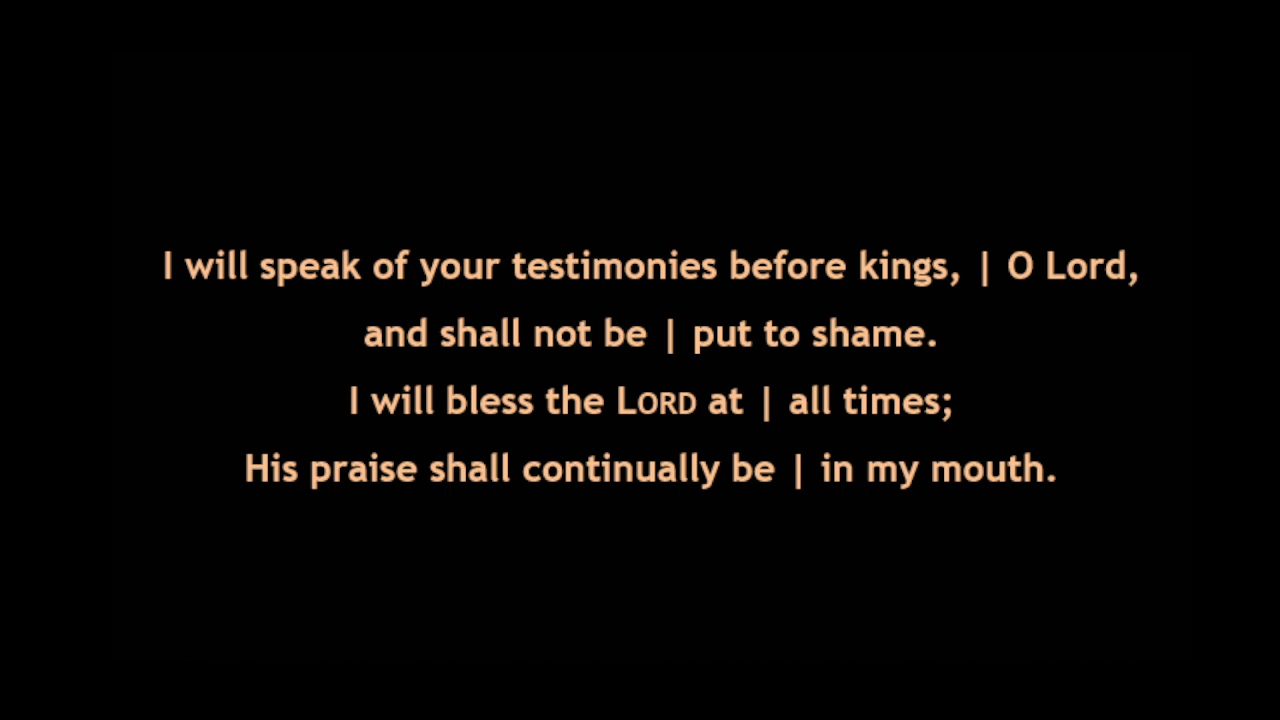 I will speak of your testimonies before kings, | O Lord,
and shall not be | put to shame.
I will bless the LORD at | all times;
His praise shall continually be | in my mouth.